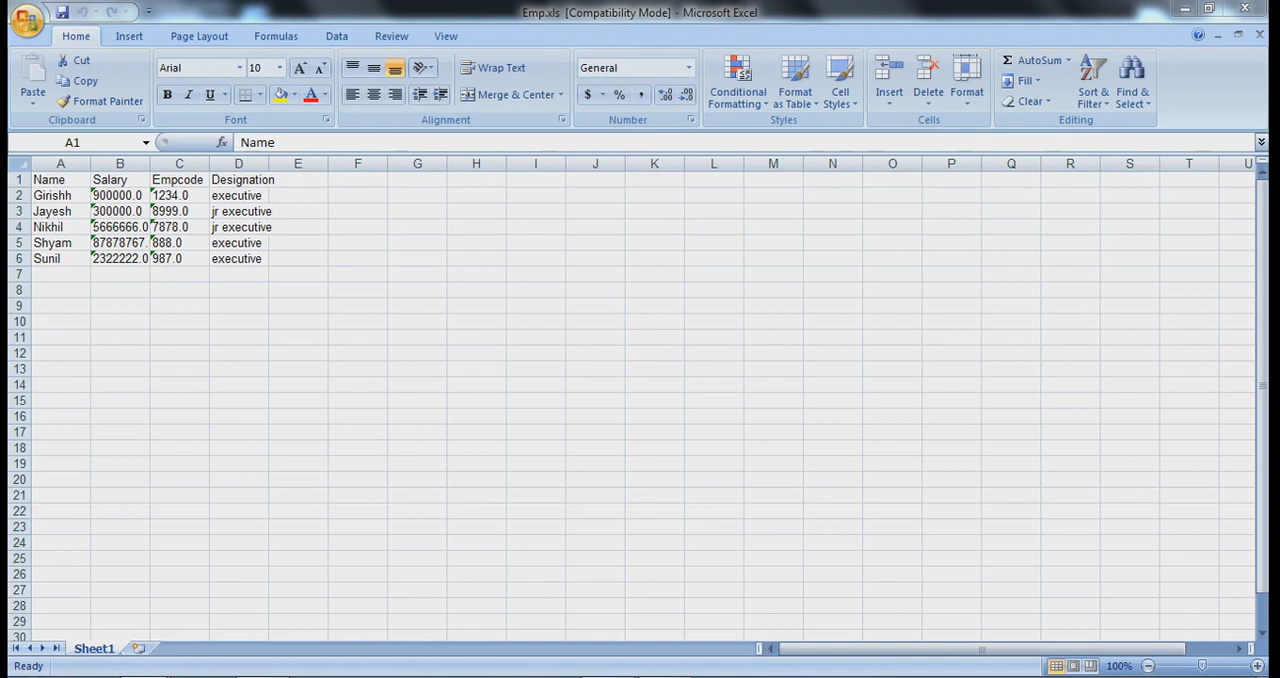 Emp.xls [Compatibility Mode] - Microsoft Excel
Home Insert Page Layout Formulas Data Review View
Paste Cut Copy Format Painter Clipboard
Arial 10 B I U A Font
Wrap Text Merge & Center Alignment
General $ % , Number
Conditional Formatting Format as Table Cell Styles Styles
Insert Delete Format Cells
Σ AutoSum Fill Clear Sort & Filter Find & Select Editing
A1 fx Name
A B C D E F G H I J K L M N O P Q R S T U
1 Name Salary Empcode Designation
2 Girishh 900000.0 1234.0 executive
3 Jayesh 300000.0 8999.0 jr executive
4 Nikhil 5666666.0 7878.0 jr executive
5 Shyam 87878767. 888.0 executive
6 Sunil 2322222.0 987.0 executive
7
8
9
10
11
12
13
14
15
16
17
18
19
20
21
22
23
24
25
26
27
28
29
30
Sheet1
Ready 100%